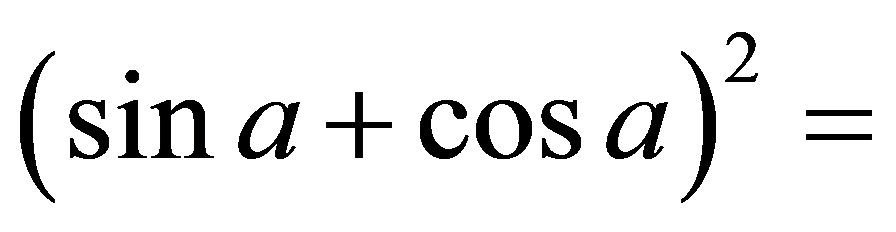 (sin a + cos a)² =